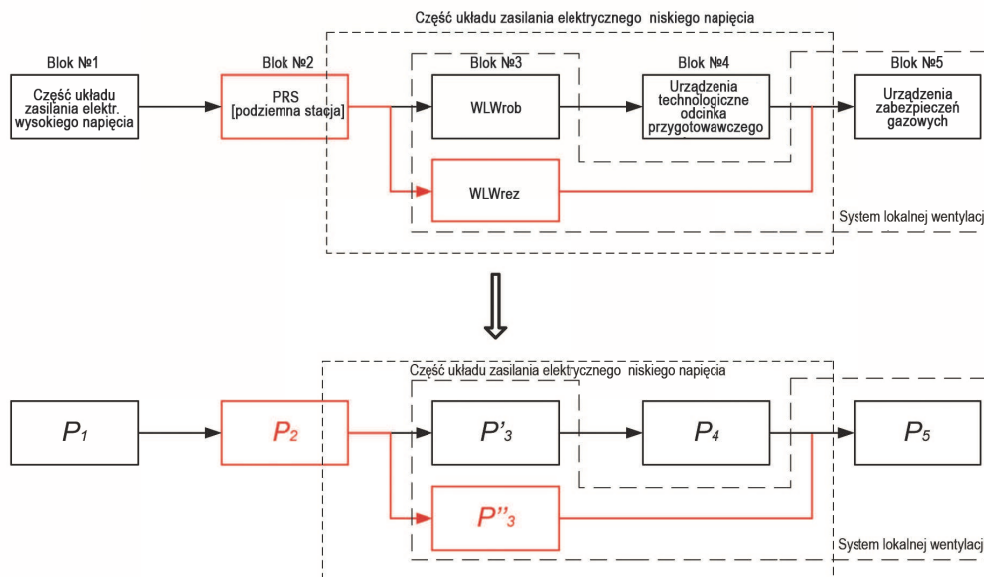 Część układu zasilania elektrycznego niskiego napięcia
Blok №1
Blok №2
Blok №3
Blok №4
Blok №5
Część układu
zasilania elektr.
wysokiego napięcia
PRS
[podziemna stacja]
WLWrob
Urządzenia
technologiczne
odcinka
przygotowawczego
Urządzenia
zabezpieczeń
gazowych
WLWrez
System lokalnej wentylacj
Część układu zasilania elektrycznego niskiego napięcia
P₁
P₂
P'₃
P₄
P₅
P''₃
System lokalnej wentylacj